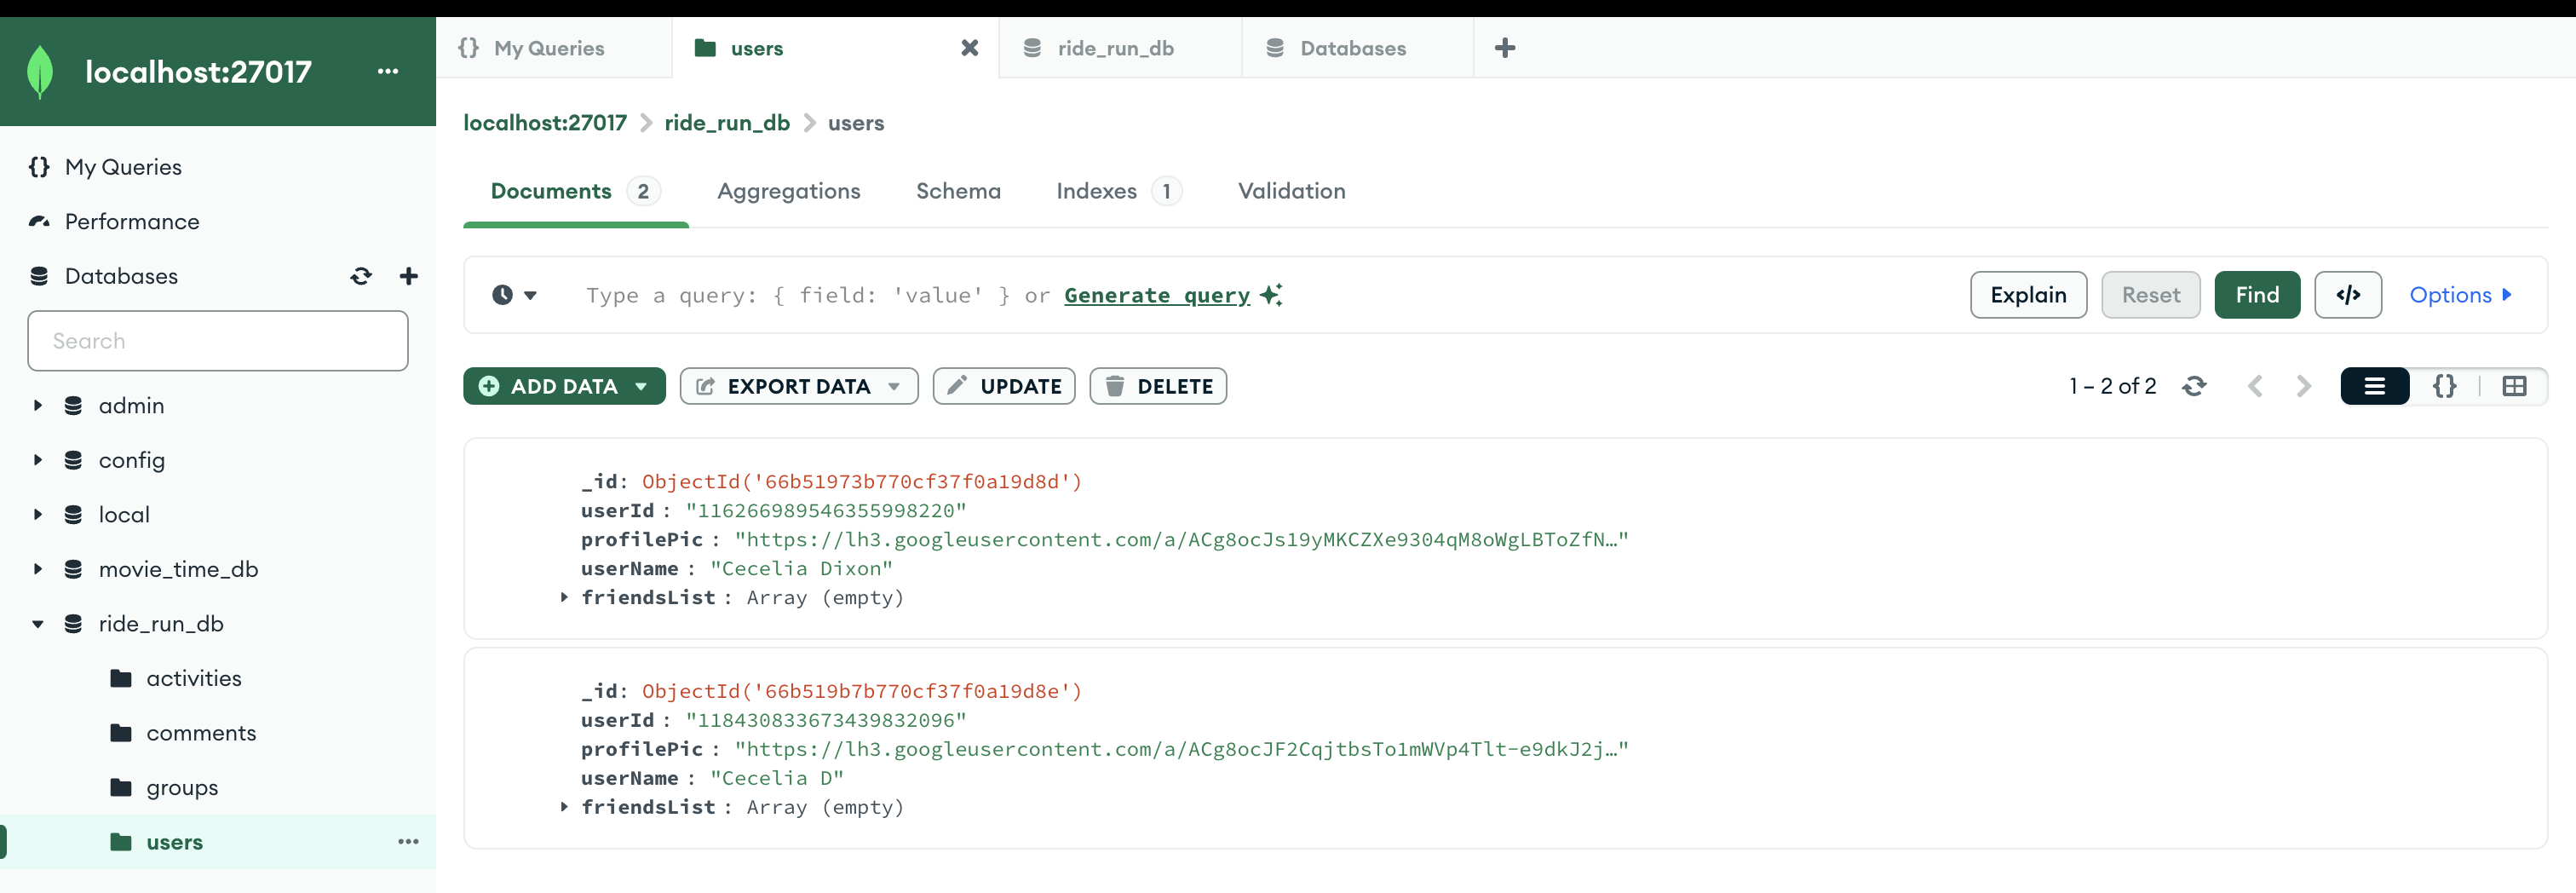 localhost:27017 ...
My Queries
Performance
Databases
Search
admin
config
local
movie_time_db
ride_run_db
activities
comments
groups
users ...
{} My Queries users ride_run_db Databases
localhost:27017 > ride_run_db > users
Documents 2 Aggregations Schema Indexes 1 Validation
Type a query: { field: 'value' } or Generate query Explain Reset Find </> Options
ADD DATA EXPORT DATA UPDATE DELETE 1 – 2 of 2 {}
_id: ObjectId('66b51973b770cf37f0a19d8d')
userId : "116266989546355998220"
profilePic : "https://lh3.googleusercontent.com/a/ACg8ocJs19yMKCZXe9304qM8oWgLBToZfN…"
userName : "Cecelia Dixon"
friendsList : Array (empty)
_id: ObjectId('66b519b7b770cf37f0a19d8e')
userId : "118430833673439832096"
profilePic : "https://lh3.googleusercontent.com/a/ACg8ocJF2CqjtbsTo1mWVp4Tlt-e9dkJ2j…"
userName : "Cecelia D"
friendsList : Array (empty)